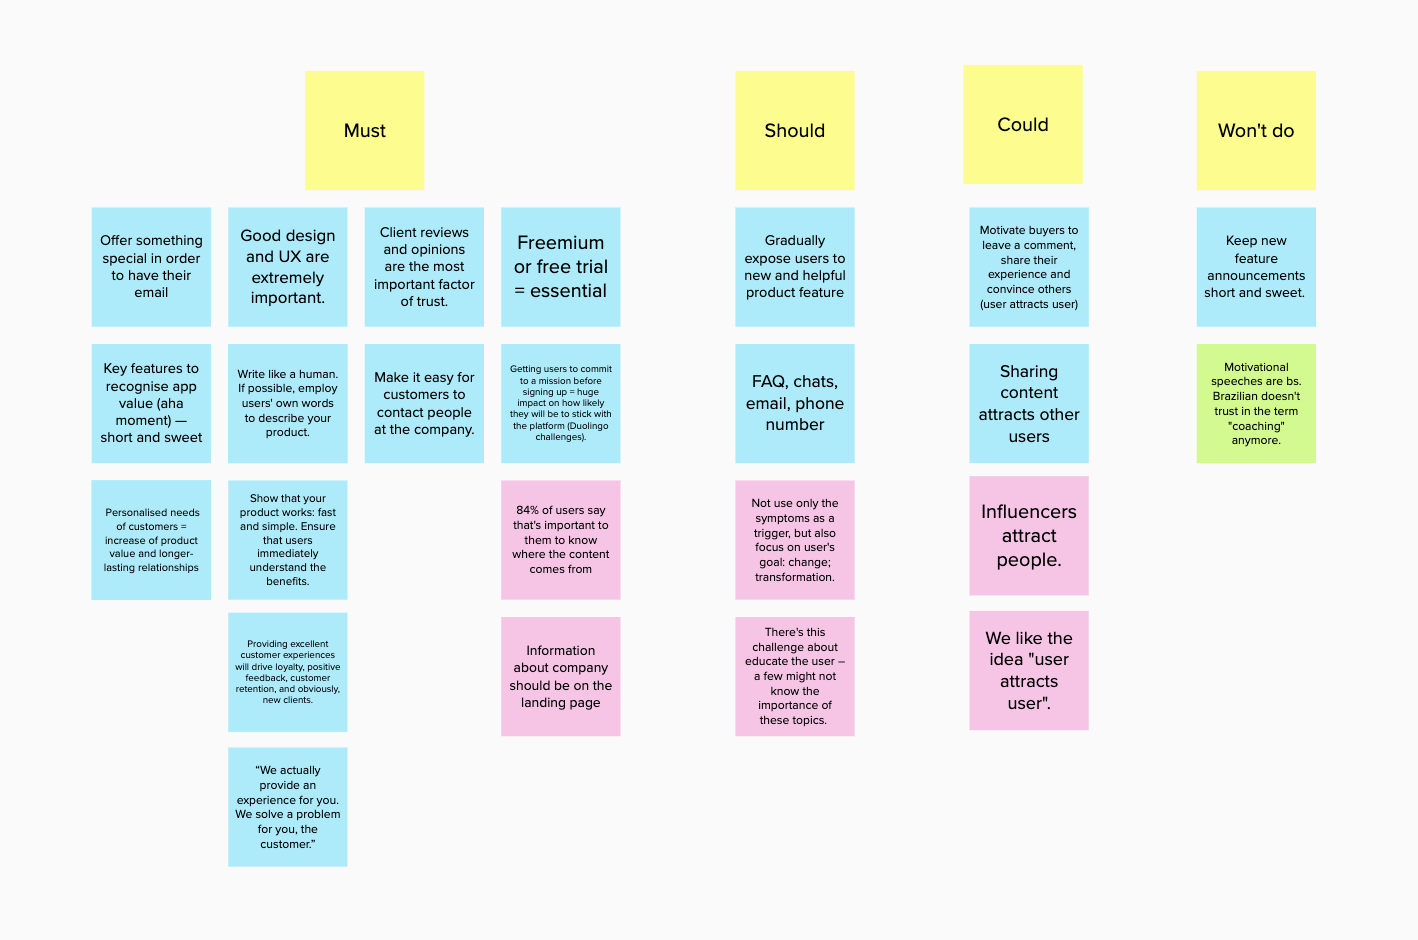 Must
Should
Could
Won't do
Offer something
special in order
to have their
email
Good design
and UX are
extremely
important.
Client reviews
and opinions
are the most
important factor
of trust.
Freemium
or free trial
= essential
Key features to
recognise app
value (aha
moment) —
short and sweet
Write like a human.
If possible, employ
users' own words
to describe your
product.
Make it easy for
customers to
contact people
at the company.
Getting users to commit
to a mission before
signing up = huge
impact on how likely
they will be to stick with
the platform (Duolingo
challenges).
Personalised needs
of customers =
increase of product
value and longer-
lasting relationships
Show that your
product works: fast
and simple. Ensure
that users
immediately
understand the
benefits.
84% of users say
that's important to
them to know
where the content
comes from
Providing excellent
customer experiences
will drive loyalty, positive
feedback, customer
retention, and obviously,
new clients.
Information
about company
should be on the
landing page
“We actually
provide an
experience for you.
We solve a problem
for you, the
customer.”
Gradually
expose users to
new and helpful
product feature
FAQ, chats,
email, phone
number
Not use only the
symptoms as a
trigger, but also
focus on user's
goal: change;
transformation.
There's this
challenge about
educate the user –
a few might not
know the
importance of
these topics.
Motivate buyers to
leave a comment,
share their
experience and
convince others
(user attracts user)
Sharing
content
attracts other
users
Influencers
attract
people.
We like the
idea "user
attracts
user".
Keep new
feature
announcements
short and sweet.
Motivational
speeches are bs.
Brazilian doesn't
trust in the term
"coaching"
anymore.